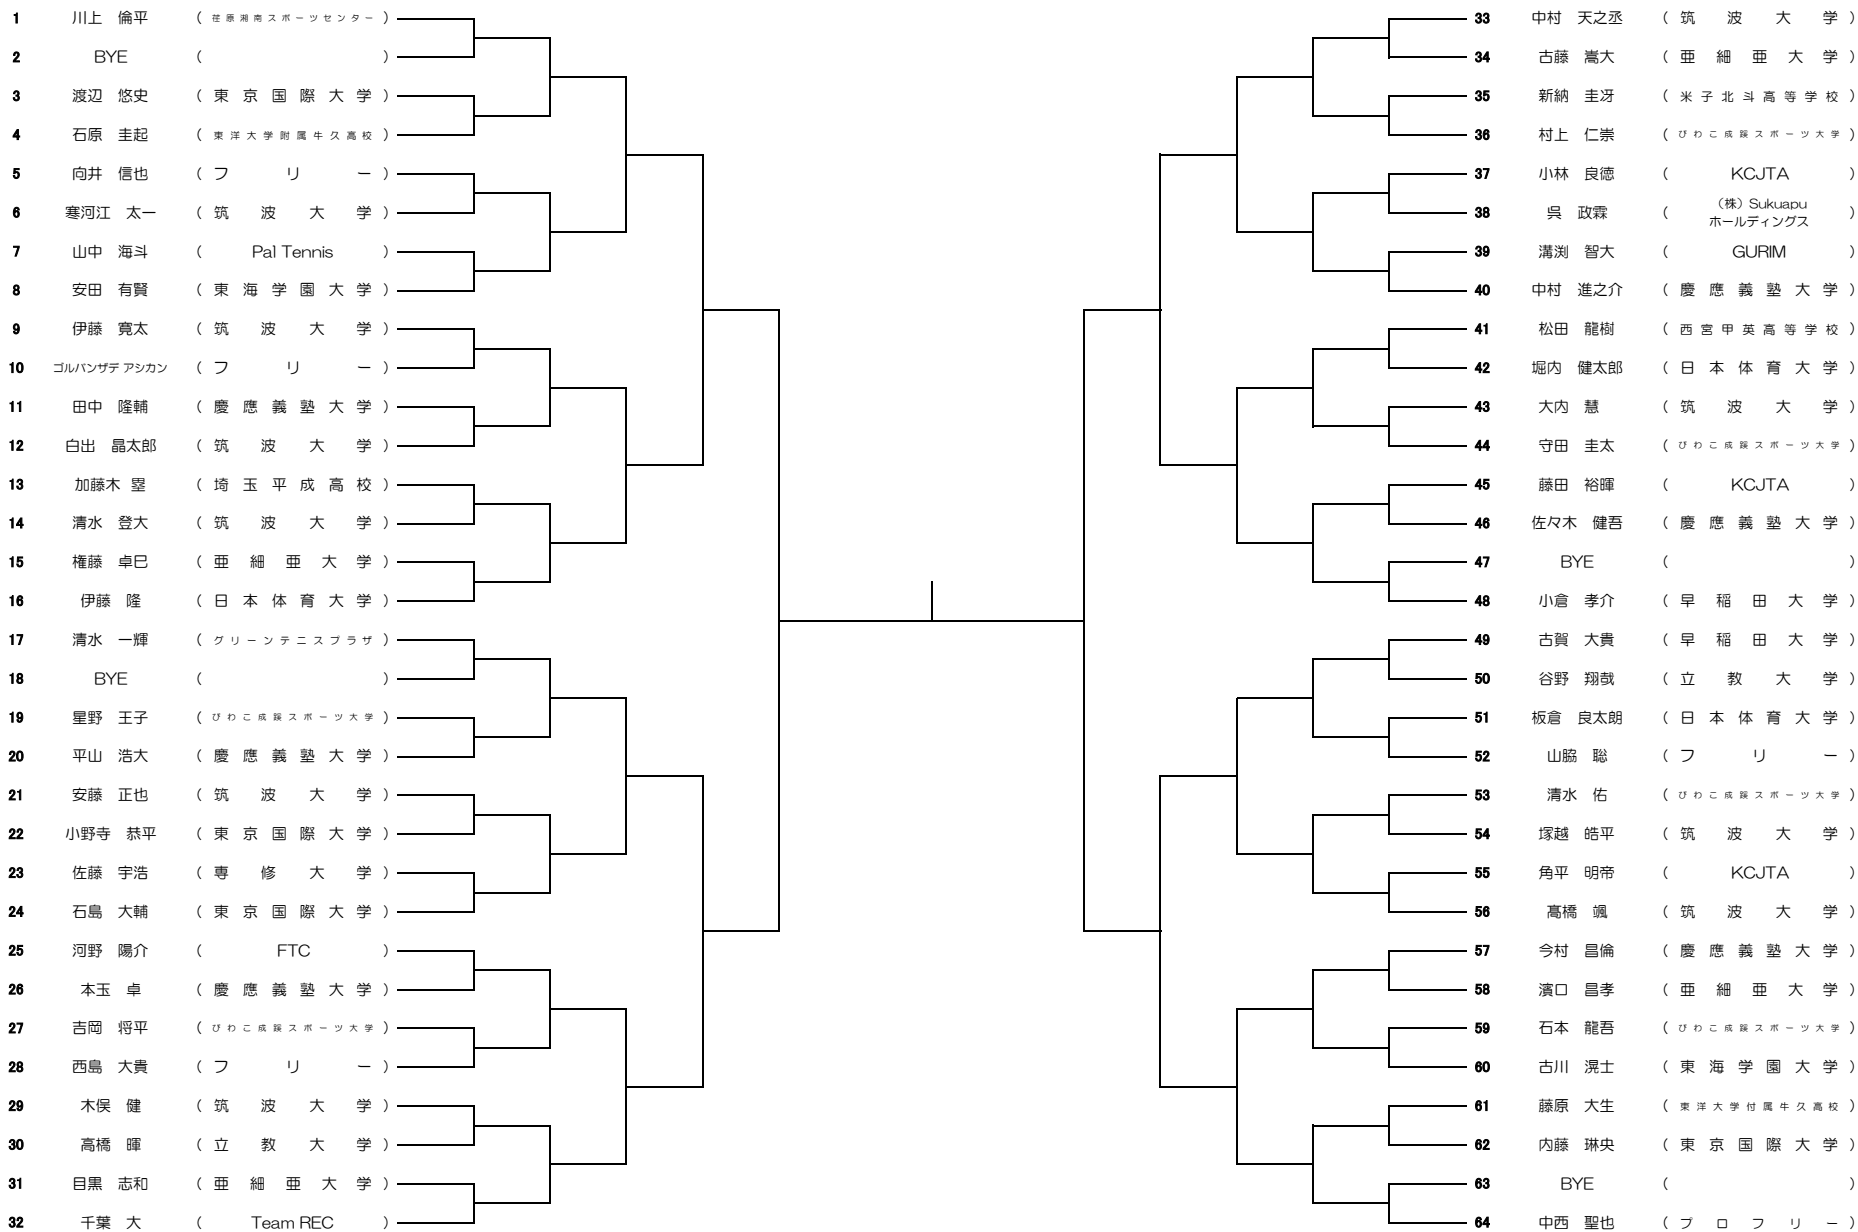 1 川上 倫平 (荏原湘南スポーツセンター)
2 BYE ( )
3 渡辺 悠史 (東京国際大学)
4 石原 圭起 (東洋大学附属牛久高校)
5 向井 信也 (フリー)
6 寒河江 太一 (筑波大学)
7 山中 海斗 (Pal Tennis)
8 安田 有賢 (東海学園大学)
9 伊藤 寛太 (筑波大学)
10 ゴルバンザデ アシカン (フリー)
11 田中 隆輔 (慶應義塾大学)
12 白出 晶太郎 (筑波大学)
13 加藤木 塁 (埼玉平成高校)
14 清水 登大 (筑波大学)
15 権藤 卓巳 (亜細亜大学)
16 伊藤 隆 (日本体育大学)
17 清水 一輝 (グリーンテニスプラザ)
18 BYE ( )
19 星野 王子 (びわこ成蹊スポーツ大学)
20 平山 浩大 (慶應義塾大学)
21 安藤 正也 (筑波大学)
22 小野寺 恭平 (東京国際大学)
23 佐藤 宇浩 (専修大学)
24 石島 大輔 (東京国際大学)
25 河野 陽介 (FTC)
26 本玉 卓 (慶應義塾大学)
27 吉岡 将平 (びわこ成蹊スポーツ大学)
28 西島 大貴 (フリー)
29 木俣 健 (筑波大学)
30 高橋 暉 (立教大学)
31 目黒 志和 (亜細亜大学)
32 千葉 大 (Team REC)
33 中村 天之丞 (筑波大学)
34 古藤 嵩大 (亜細亜大学)
35 新納 圭冴 (米子北斗高等学校)
36 村上 仁崇 (びわこ成蹊スポーツ大学)
37 小林 良徳 (KCJTA)
38 呉 政霖 (（株）Sukuapu
ホールディングス)
39 溝渕 智大 (GURIM)
40 中村 進之介 (慶應義塾大学)
41 松田 龍樹 (西宮甲英高等学校)
42 堀内 健太郎 (日本体育大学)
43 大内 慧 (筑波大学)
44 守田 圭太 (びわこ成蹊スポーツ大学)
45 藤田 裕暉 (KCJTA)
46 佐々木 健吾 (慶應義塾大学)
47 BYE ( )
48 小倉 孝介 (早稲田大学)
49 古賀 大貴 (早稲田大学)
50 谷野 翔哉 (立教大学)
51 板倉 良太朗 (日本体育大学)
52 山脇 聡 (フリー)
53 清水 佑 (びわこ成蹊スポーツ大学)
54 塚越 皓平 (筑波大学)
55 角平 明帝 (KCJTA)
56 髙橋 颯 (筑波大学)
57 今村 昌倫 (慶應義塾大学)
58 濱口 昌孝 (亜細亜大学)
59 石本 龍吾 (びわこ成蹊スポーツ大学)
60 古川 滉士 (東海学園大学)
61 藤原 大生 (東洋大学付属牛久高校)
62 内藤 琳央 (東京国際大学)
63 BYE ( )
64 中西 聖也 (プロフリー)